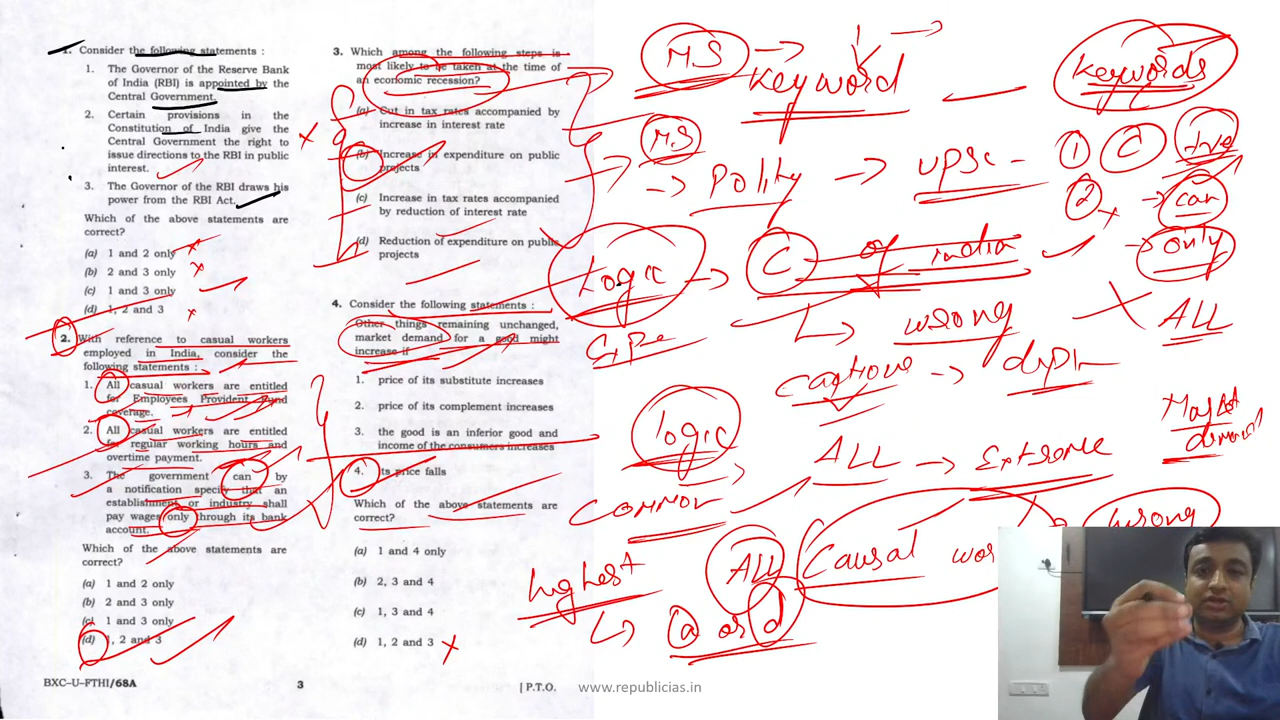 1. Consider the following statements :
1. The Governor of the Reserve Bank
of India (RBI) is appointed by the
Central Government.
2. Certain provisions in the
Constitution of India give the
Central Government the right to
issue directions to the RBI in public
interest.
3. The Governor of the RBI draws his
power from the RBI Act.
Which of the above statements are
correct?
(a) 1 and 2 only
(b) 2 and 3 only
(c) 1 and 3 only
(d) 1, 2 and 3
2. With reference to casual workers
employed in India, consider the
following statements :
1. All casual workers are entitled
for Employees Provident Fund
coverage.
2. All casual workers are entitled
for regular working hours and
overtime payment.
3. The government can by
a notification specify that an
establishment or industry shall
pay wages only through its bank
account.
Which of the above statements are
correct?
(a) 1 and 2 only
(b) 2 and 3 only
(c) 1 and 3 only
(d) 1, 2 and 3
BXC-U-FTHI/68A
3. Which among the following steps is
most likely to be taken at the time of
an economic recession?
(a) Cut in tax rates accompanied by
increase in interest rate
(b) Increase in expenditure on public
projects
(c) Increase in tax rates accompanied
by reduction of interest rate
(d) Reduction of expenditure on public
projects
4. Consider the following statements :
Other things remaining unchanged,
market demand for a good might
increase if
1. price of its substitute increases
2. price of its complement increases
3. the good is an inferior good and
income of the consumers increases
4. its price falls
Which of the above statements are
correct?
(a) 1 and 4 only
(b) 2, 3 and 4
(c) 1, 3 and 4
(d) 1, 2 and 3
3
[ P.T.O.
www.republicias.in
M.S keyword keywords
M.S Polity UPSC 1 C
2 can
Logic C of india only
wrong ALL
logic ALL Extreme Market
demand
common
highest ALL Causal wrong
a or d